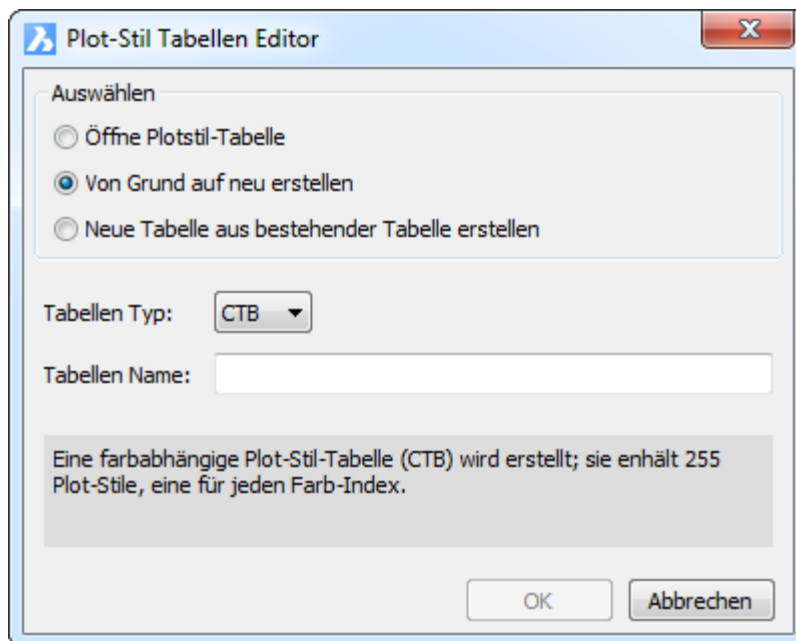 Plot-Stil Tabellen Editor
Auswählen
Öffne Plotstil-Tabelle
Von Grund auf neu erstellen
Neue Tabelle aus bestehender Tabelle erstellen
Tabellen Typ: CTB
Tabellen Name:
Eine farbabhängige Plot-Stil-Tabelle (CTB) wird erstellt; sie enhält 255
Plot-Stile, eine für jeden Farb-Index.
OK Abbrechen